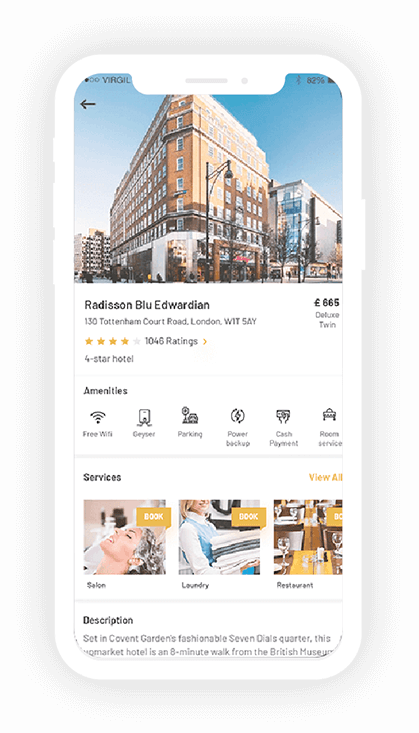 VIRGIL
82%
Radisson Blu Edwardian
£ 665
130 Tottenham Court Road, London, W1T 5AY
Deluxe
Twin
1046 Ratings >
4-star hotel
Amenities
Free Wifi
Geyser
Parking
Power
backup
Cash
Payment
Room
service
Services
View All
BOOK
BOOK
BO
Salon
Laundry
Restaurant
Description
Set in Covent Garden's fashionable Seven Dials quarter, this
upmarket hotel is an 8-minute walk from the British Museum